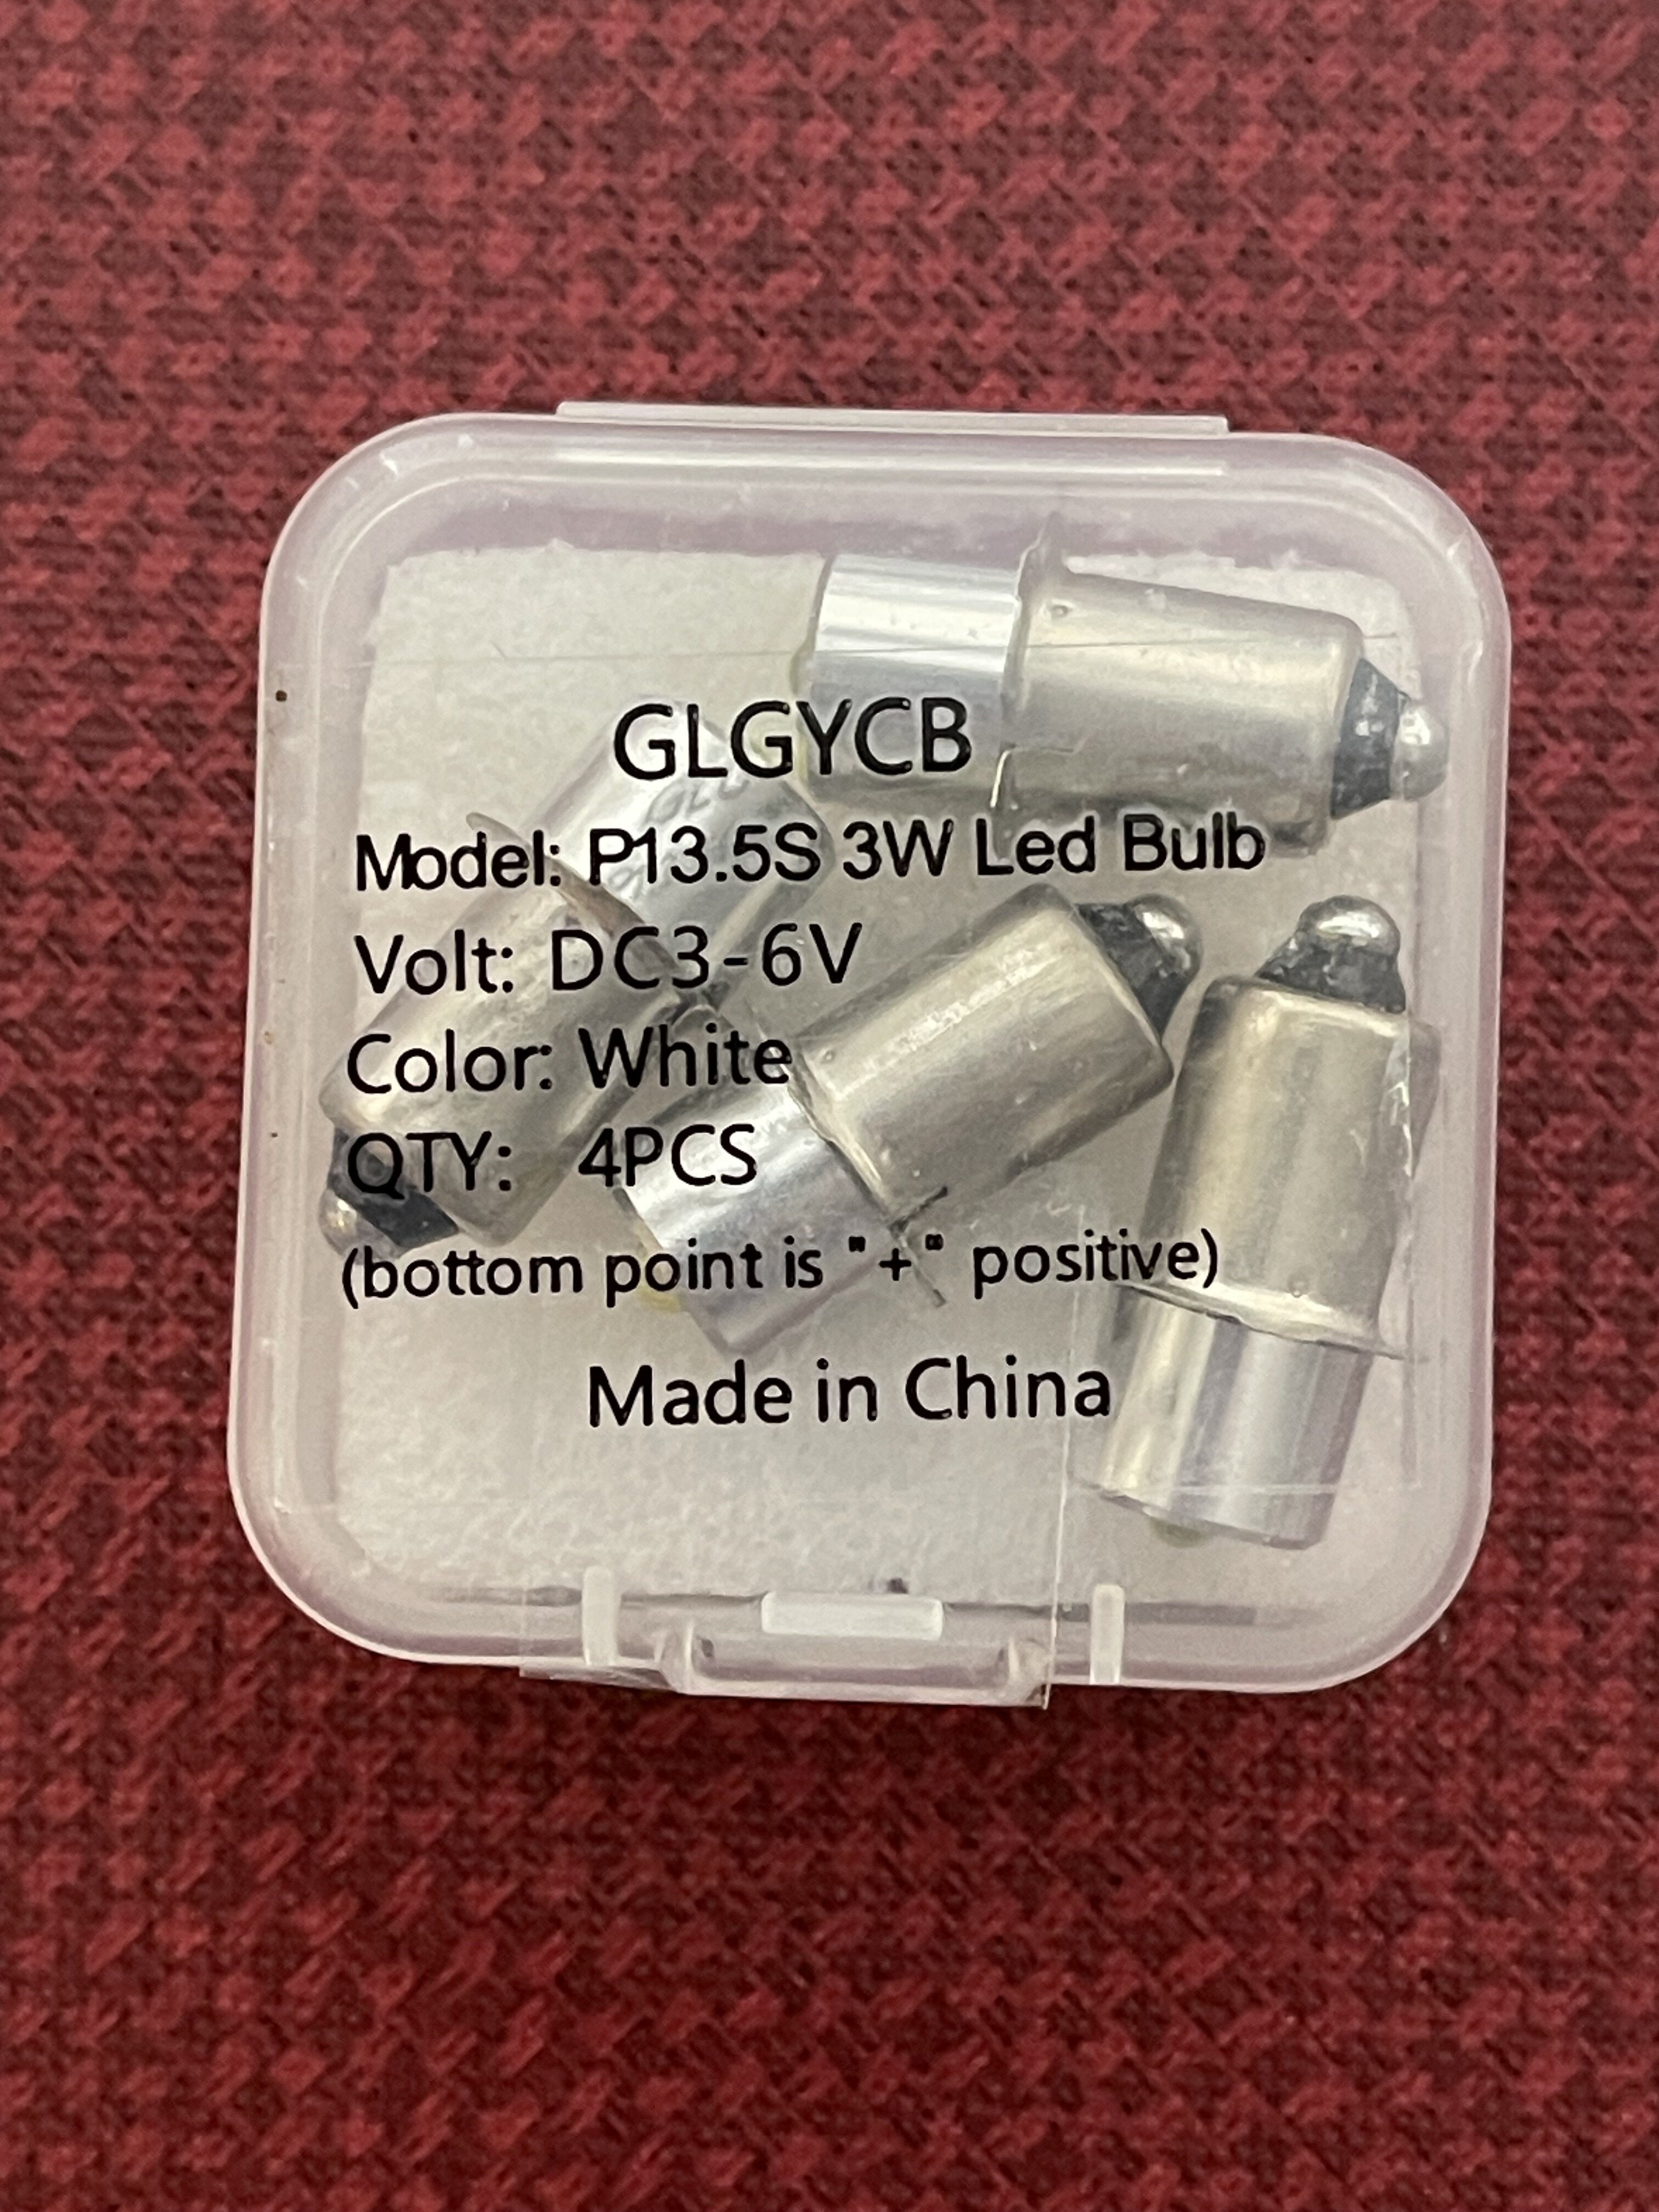 GLGYCB
Model: P13.5S 3W Led Bulb
Volt: DC3-6V
Color: White
QTY: 4PCS
(bottom point is "+" positive)
Made in China